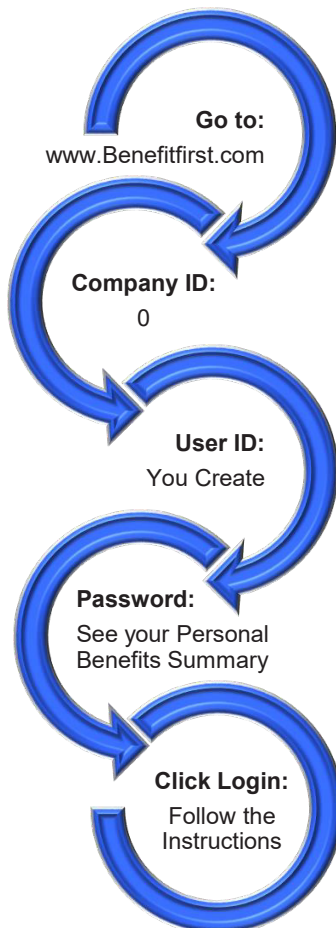 Go to:
www.Benefitfirst.com
Company ID:
0
User ID:
You Create
Password:
See your Personal
Benefits Summary
Click Login:
Follow the
Instructions